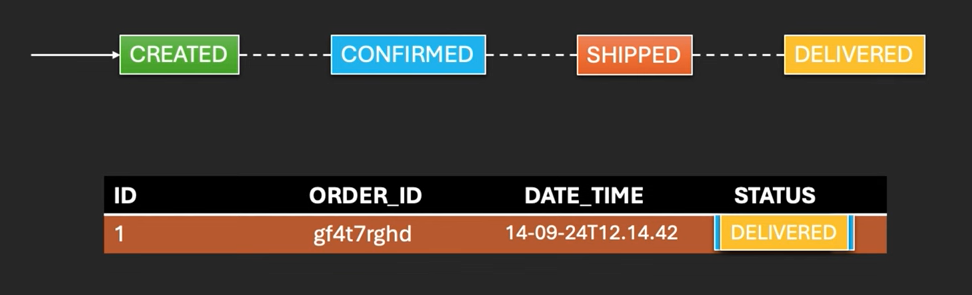 CREATED CONFIRMED SHIPPED DELIVERED
ID ORDER_ID DATE_TIME STATUS
1 gf4t7rghd 14-09-24T12.14.42 DELIVERED